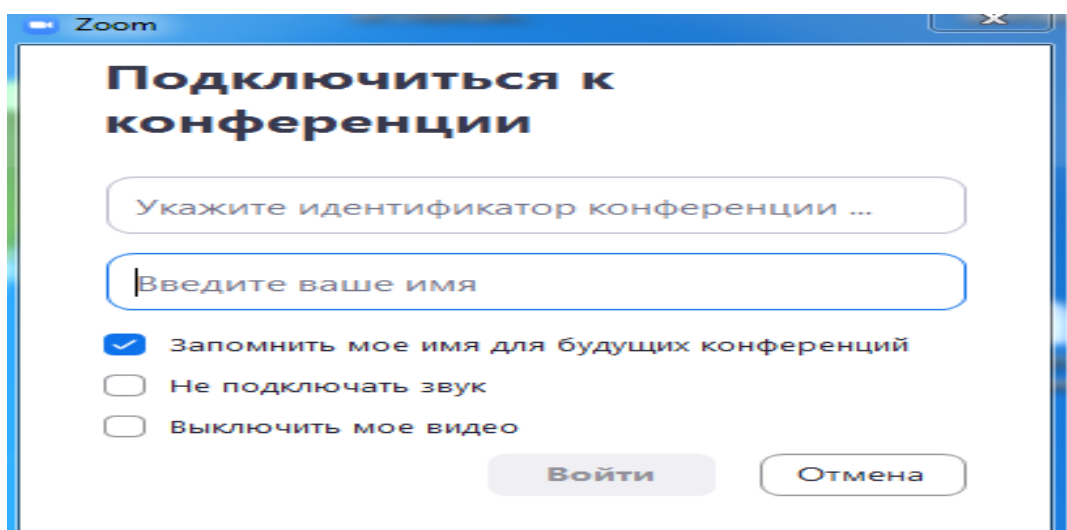 Zoom
Подключиться к
конференции
Укажите идентификатор конференции ...
Введите ваше имя
Запомнить мое имя для будущих конференций
Не подключать звук
Выключить мое видео
Войти Отмена